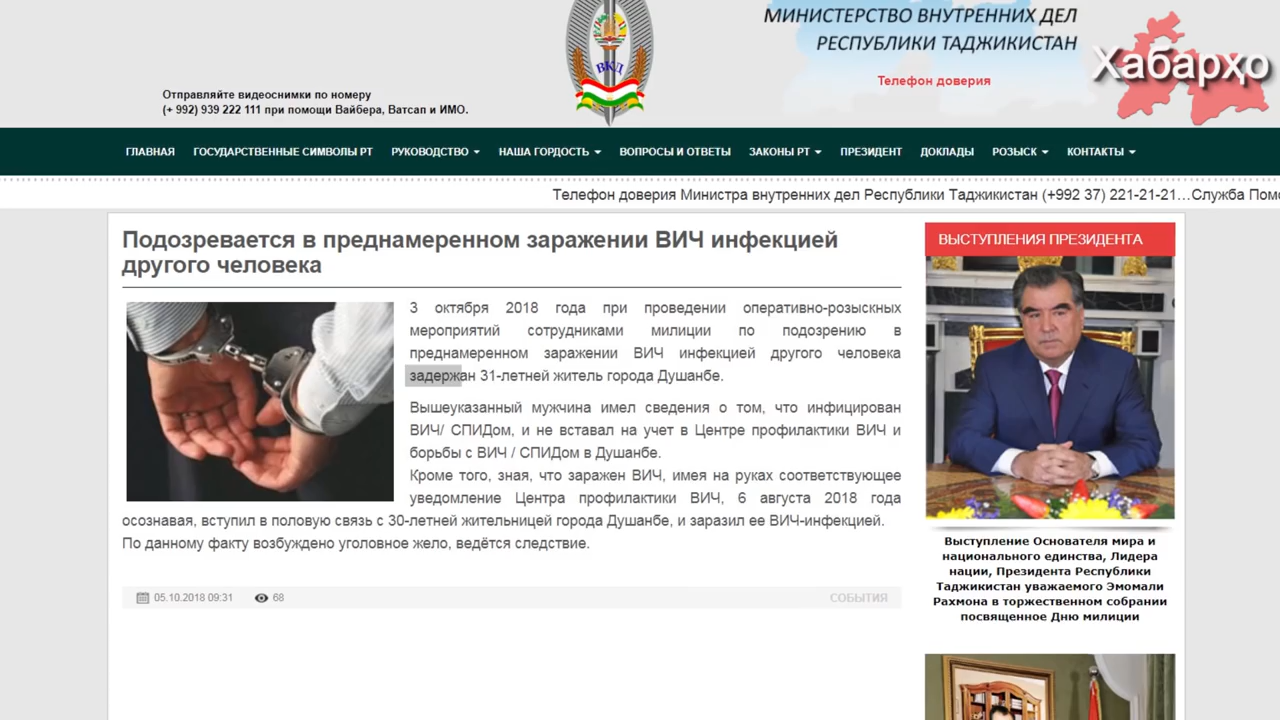 МИНИСТЕРСТВО ВНУТРЕННИХ ДЕЛ
РЕСПУБЛИКИ ТАДЖИКИСТАН
Хабарҳо
ВКД
Телефон доверия
Отправляйте видеоснимки по номеру
(+ 992) 939 222 111 при помощи Вайбера, Ватсап и ИМО.
ГЛАВНАЯ ГОСУДАРСТВЕННЫЕ СИМВОЛЫ РТ РУКОВОДСТВО НАША ГОРДОСТЬ ВОПРОСЫ И ОТВЕТЫ ЗАКОНЫ РТ ПРЕЗИДЕНТ ДОКЛАДЫ РОЗЫСК КОНТАКТЫ
Телефон доверия Министра внутренних дел Республики Таджикистан (+992 37) 221-21-21...Служба Помо
Подозревается в преднамеренном заражении ВИЧ инфекцией
другого человека
3 октября 2018 года при проведении оперативно-розыскных
мероприятий сотрудниками милиции по подозрению в
преднамеренном заражении ВИЧ инфекцией другого человека
задержан 31-летней житель города Душанбе.
Вышеуказанный мужчина имел сведения о том, что инфицирован
ВИЧ/ СПИДом, и не вставал на учет в Центре профилактики ВИЧ и
борьбы с ВИЧ / СПИДом в Душанбе.
Кроме того, зная, что заражен ВИЧ, имея на руках соответствующее
уведомление Центра профилактики ВИЧ, 6 августа 2018 года
осознавая, вступил в половую связь с 30-летней жительницей города Душанбе, и заразил ее ВИЧ-инфекцией.
По данному факту возбуждено уголовное жело, ведётся следствие.
05.10.2018 09:31 68 СОБЫТИЯ
ВЫСТУПЛЕНИЯ ПРЕЗИДЕНТА
Выступление Основателя мира и
национального единства, Лидера
нации, Президента Республики
Таджикистан уважаемого Эмомали
Рахмона в торжественном собрании
посвященное Дню милиции